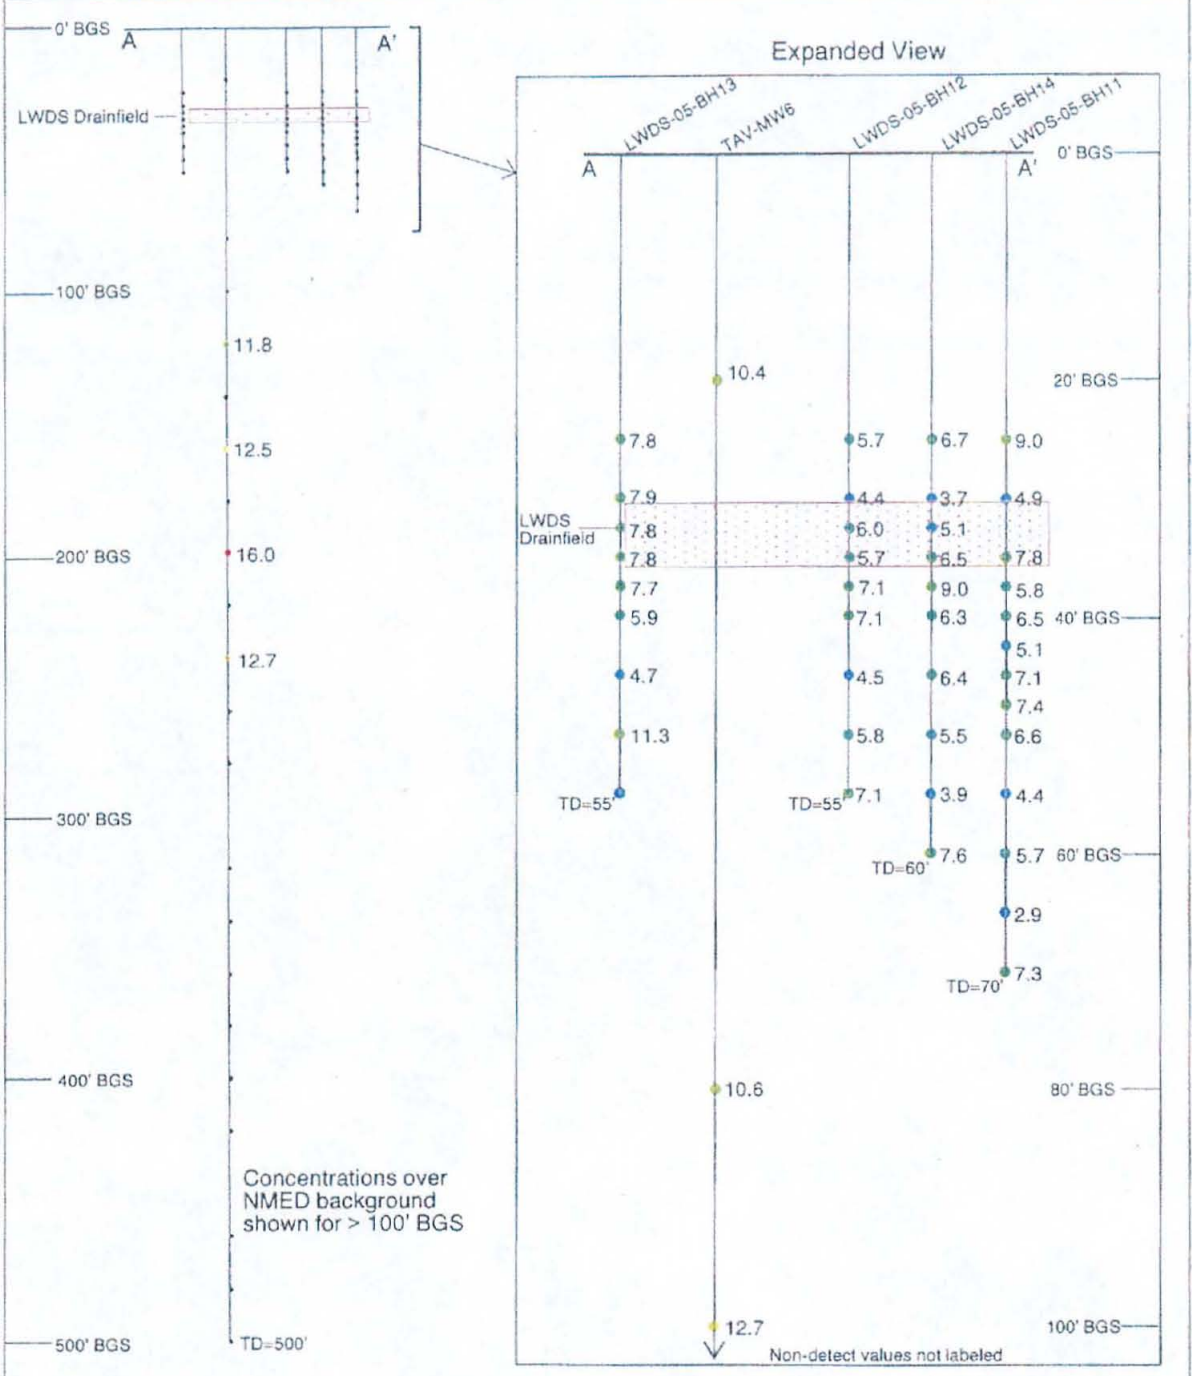 0' BGS
A
A'
LWDS Drainfield
100' BGS
11.8
12.5
200' BGS
16.0
12.7
300' BGS
400' BGS
Concentrations over
NMED background
shown for > 100' BGS
500' BGS
TD=500'
Expanded View
LWDS-05-BH13
TAV-MW6
LWDS-05-BH12
LWDS-05-BH14
LWDS-05-BH11
0' BGS
A
A'
10.4
20' BGS
7.8
5.7
6.7
9.0
7.9
4.4
3.7
4.9
LWDS
Drainfield
7.8
6.0
5.1
7.8
5.7
6.5
7.8
7.7
7.1
9.0
5.8
5.9
7.1
6.3
6.5
40' BGS
5.1
4.7
4.5
6.4
7.1
7.4
11.3
5.8
5.5
6.6
TD=55'
TD=55'
7.1
3.9
4.4
TD=60'
7.6
5.7
60' BGS
2.9
TD=70'
7.3
10.6
80' BGS
12.7
100' BGS
Non-detect values not labeled